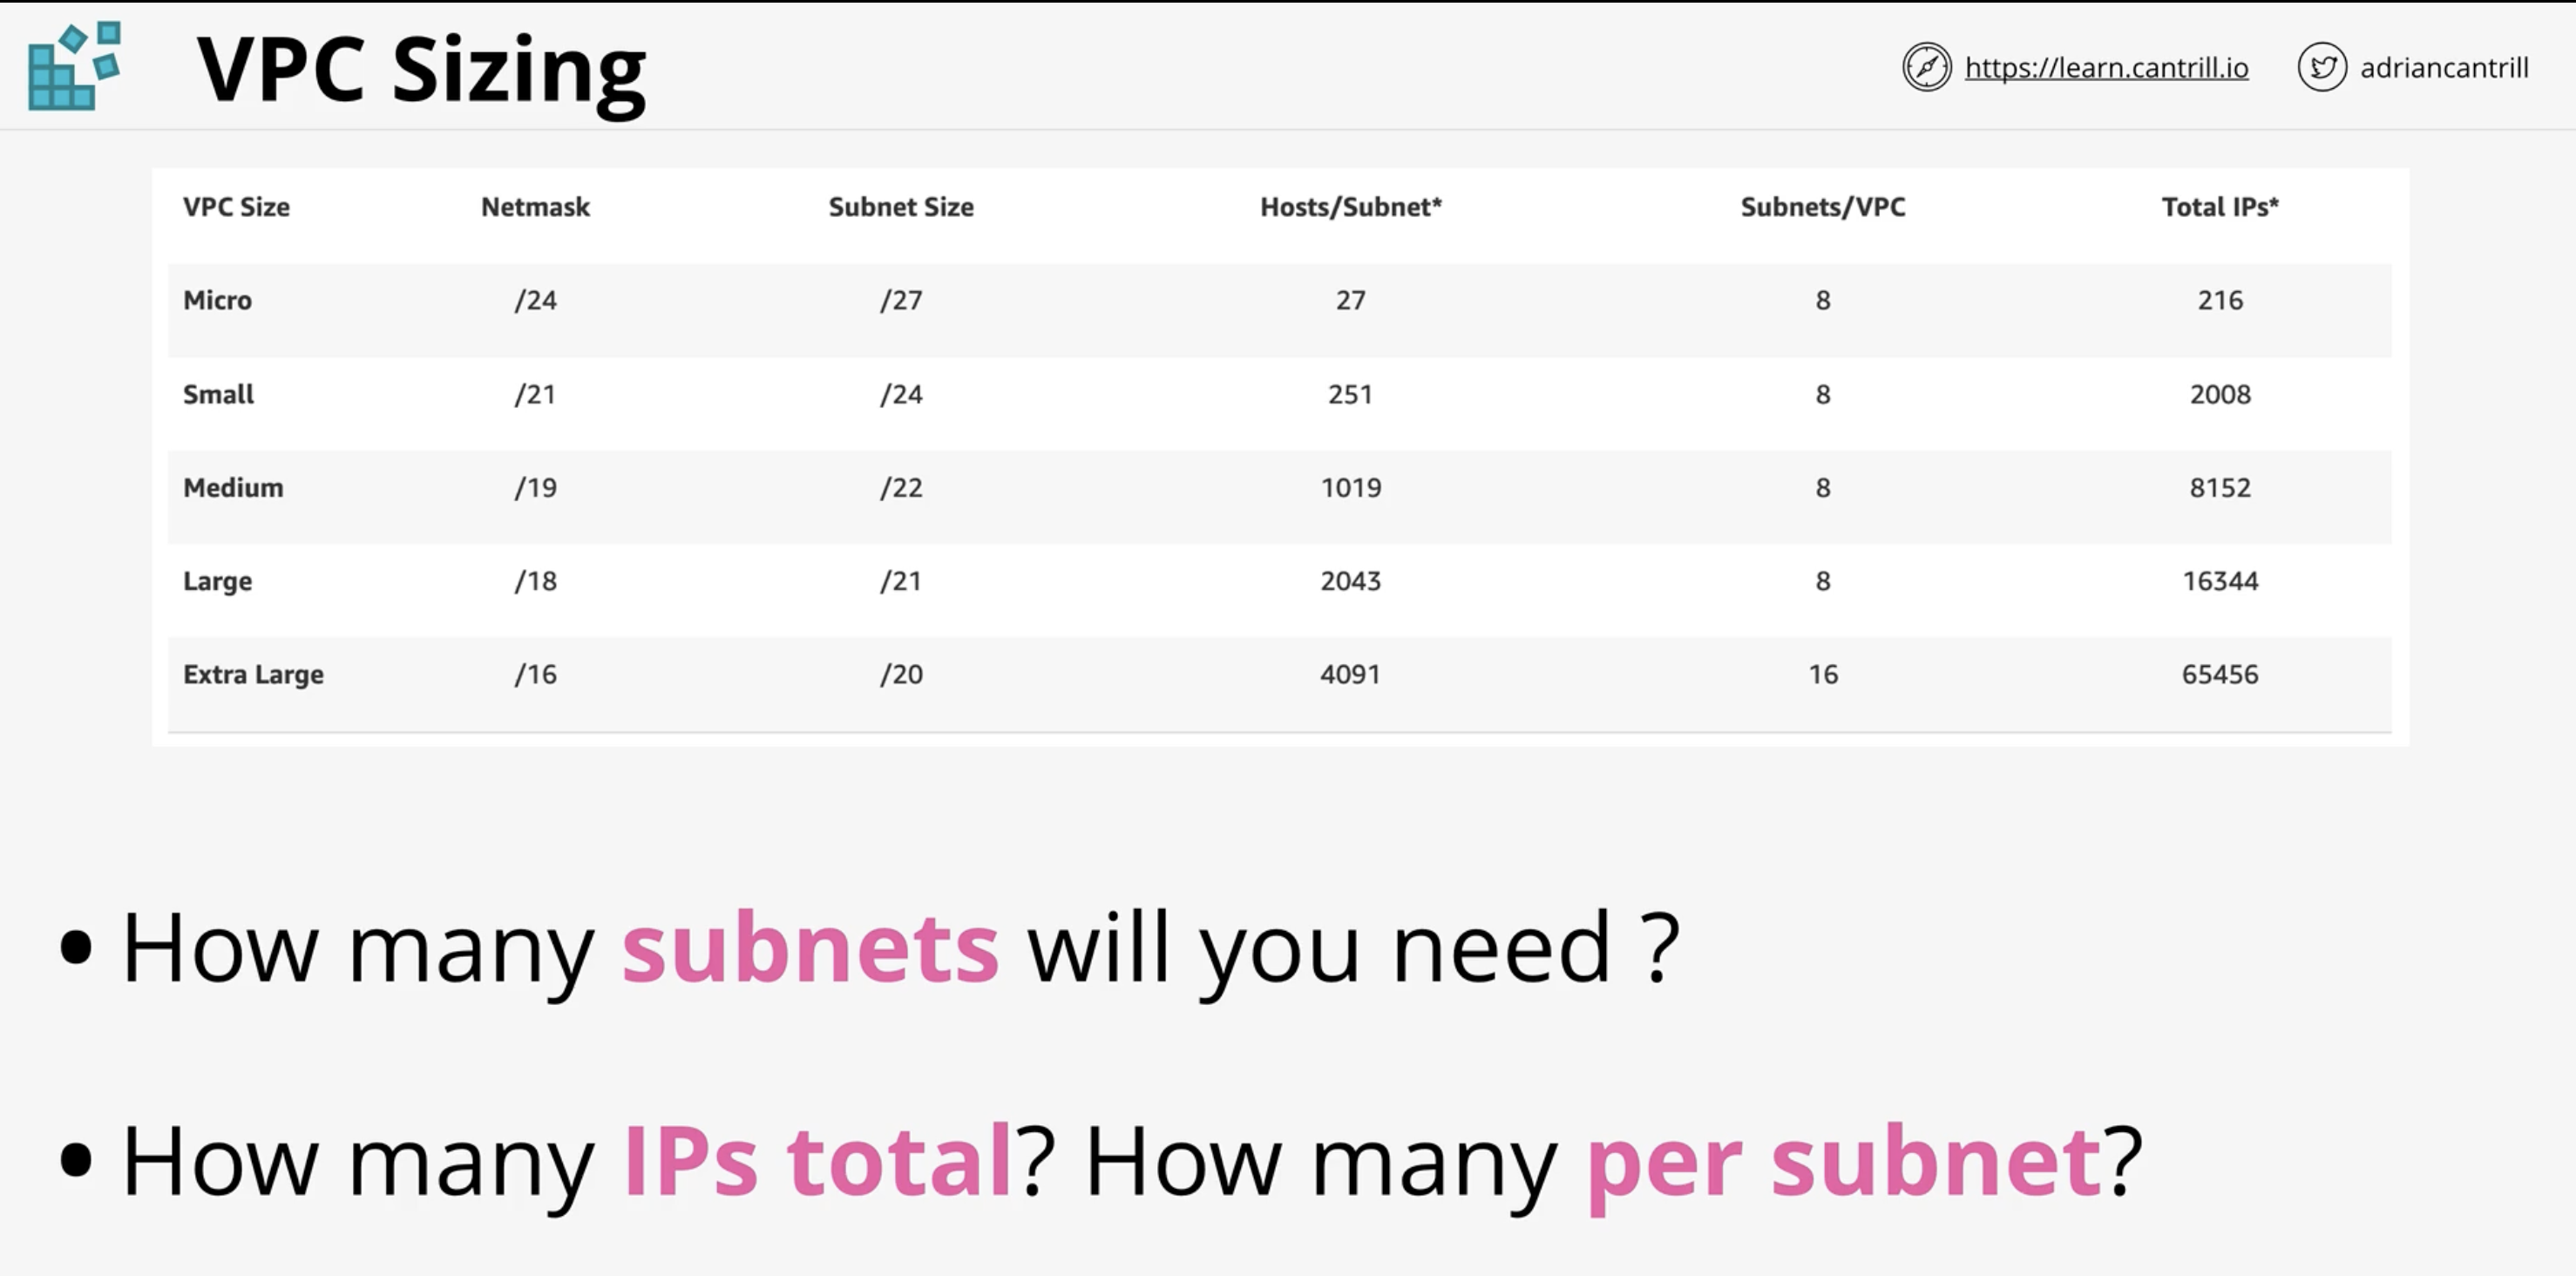 VPC Sizing
https://learn.cantrill.io adriancantrill
VPC Size Netmask Subnet Size Hosts/Subnet* Subnets/VPC Total IPs*
Micro /24 /27 27 8 216
Small /21 /24 251 8 2008
Medium /19 /22 1019 8 8152
Large /18 /21 2043 8 16344
Extra Large /16 /20 4091 16 65456
• How many subnets will you need ?
• How many IPs total? How many per subnet?